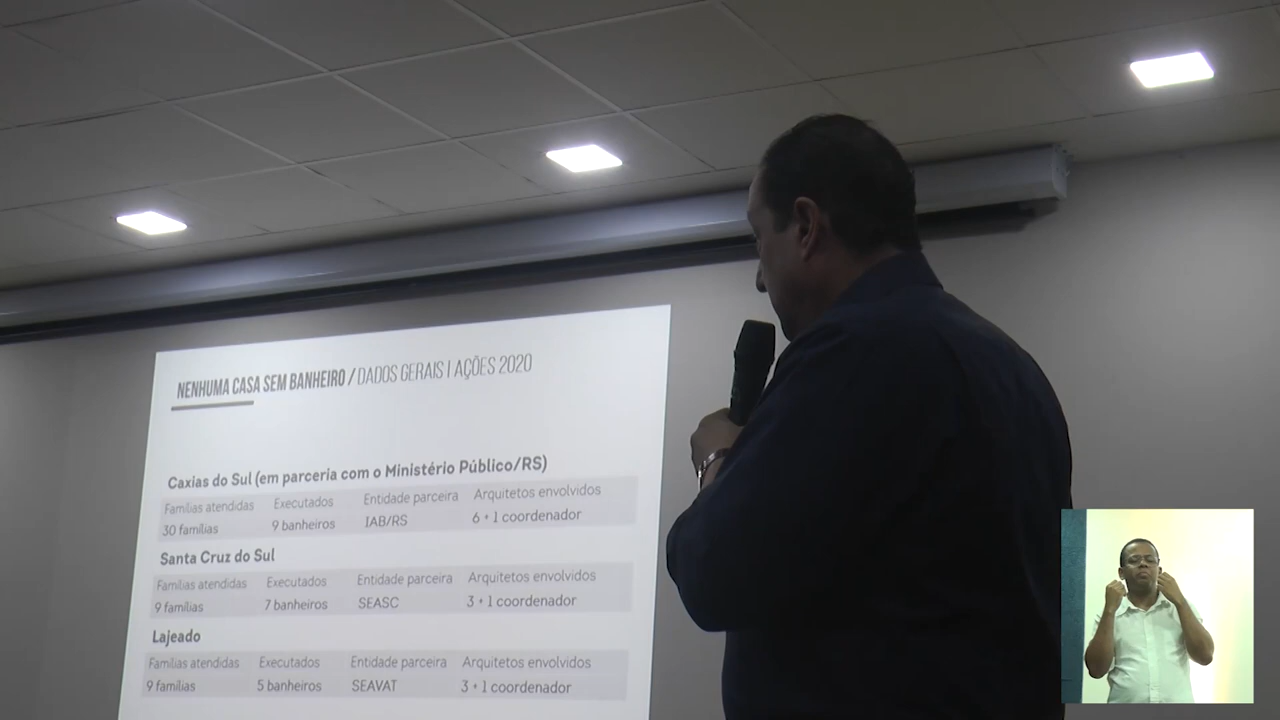 NENHUMA CASA SEM BANHEIRO / DADOS GERAIS | AÇÕES 2020
Caxias do Sul (em parceria com o Ministério Público/RS)
Famílias atendidas Executados Entidade parceira Arquitetos envolvidos
30 famílias 9 banheiros IAB/RS 6 + 1 coordenador
Santa Cruz do Sul
Famílias atendidas Executados Entidade parceira Arquitetos envolvidos
9 famílias 7 banheiros SEASC 3 + 1 coordenador
Lajeado
Famílias atendidas Executados Entidade parceira Arquitetos envolvidos
9 famílias 5 banheiros SEAVAT 3 + 1 coordenador